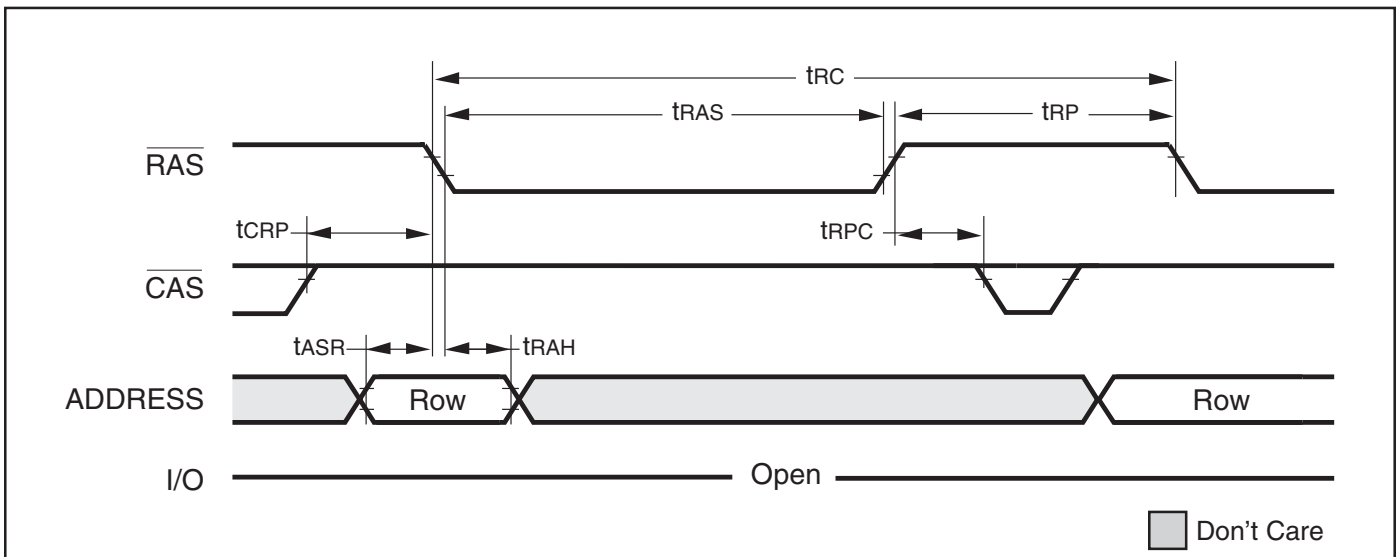 tRC
tRAS
tRP
RAS
tCRP
tRPC
CAS
tASR
tRAH
ADDRESS
Row
Row
I/O
Open
Don't Care